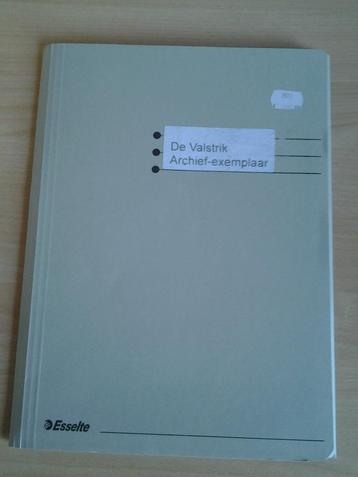 De Valstrik
Archief-exemplaar
Esselte